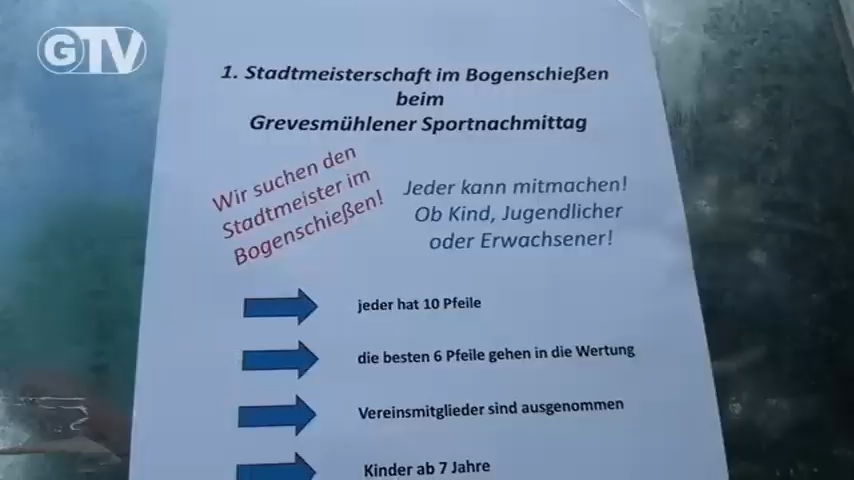 GTV
1. Stadtmeisterschaft im Bogenschießen
beim
Grevesmühlener Sportnachmittag
Wir suchen den
Stadtmeister im
Bogenschießen!
Jeder kann mitmachen!
Ob Kind, Jugendlicher
oder Erwachsener!
jeder hat 10 Pfeile
die besten 6 Pfeile gehen in die Wertung
Vereinsmitglieder sind ausgenommen
Kinder ab 7 Jahre